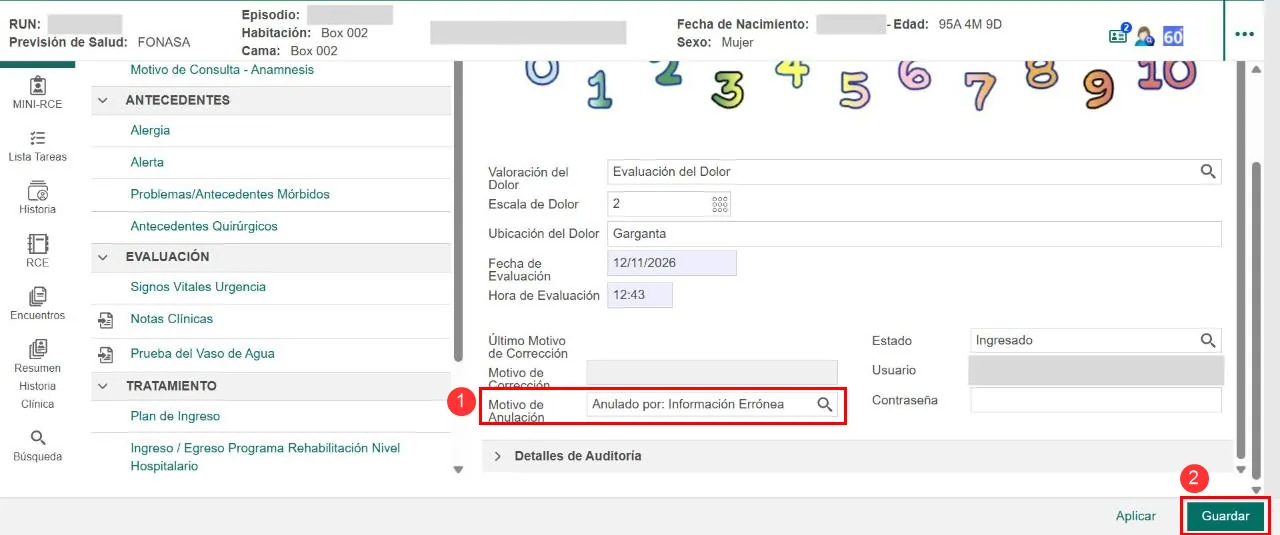 RUN:
Previsión de Salud: FONASA
Episodio:
Habitación: Box 002
Cama: Box 002
Fecha de Nacimiento: - Edad: 95A 4M 9D
Sexo: Mujer
2
60
MINI-RCE
Lista Tareas
Historia
RCE
Encuentros
Resumen
Historia
Clínica
Búsqueda
Motivo de Consulta - Anamnesis
ANTECEDENTES
Alergia
Alerta
Problemas/Antecedentes Mórbidos
Antecedentes Quirúrgicos
EVALUACIÓN
Signos Vitales Urgencia
Notas Clínicas
Prueba del Vaso de Agua
TRATAMIENTO
Plan de Ingreso
Ingreso / Egreso Programa Rehabilitación Nivel
Hospitalario
0 1 2 3 4 5 6 7 8 9 10
Valoración del
Dolor
Evaluación del Dolor
Escala de Dolor 2
Ubicación del Dolor Garganta
Fecha de
Evaluación
12/11/2026
Hora de Evaluación 12:43
Último Motivo
de Corrección
Motivo de
Corrección
1
Motivo de
Anulación
Anulado por: Información Errónea
Estado Ingresado
Usuario
Contraseña
Detalles de Auditoría
2
Aplicar Guardar